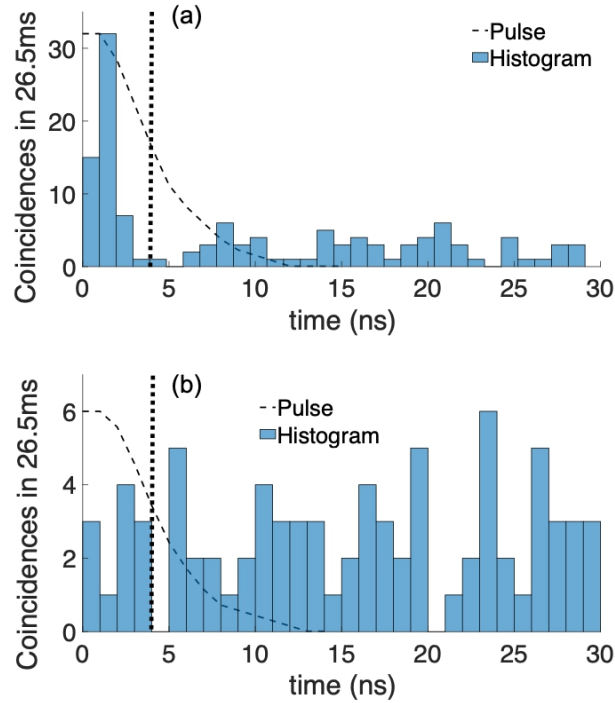 (a)
Pulse
Histogram
Coincidences in 26.5ms
30
20
10
0
0 5 10 15 20 25 30
time (ns)
(b)
Pulse
Histogram
Coincidences in 26.5ms
6
4
2
0
0 5 10 15 20 25 30
time (ns)